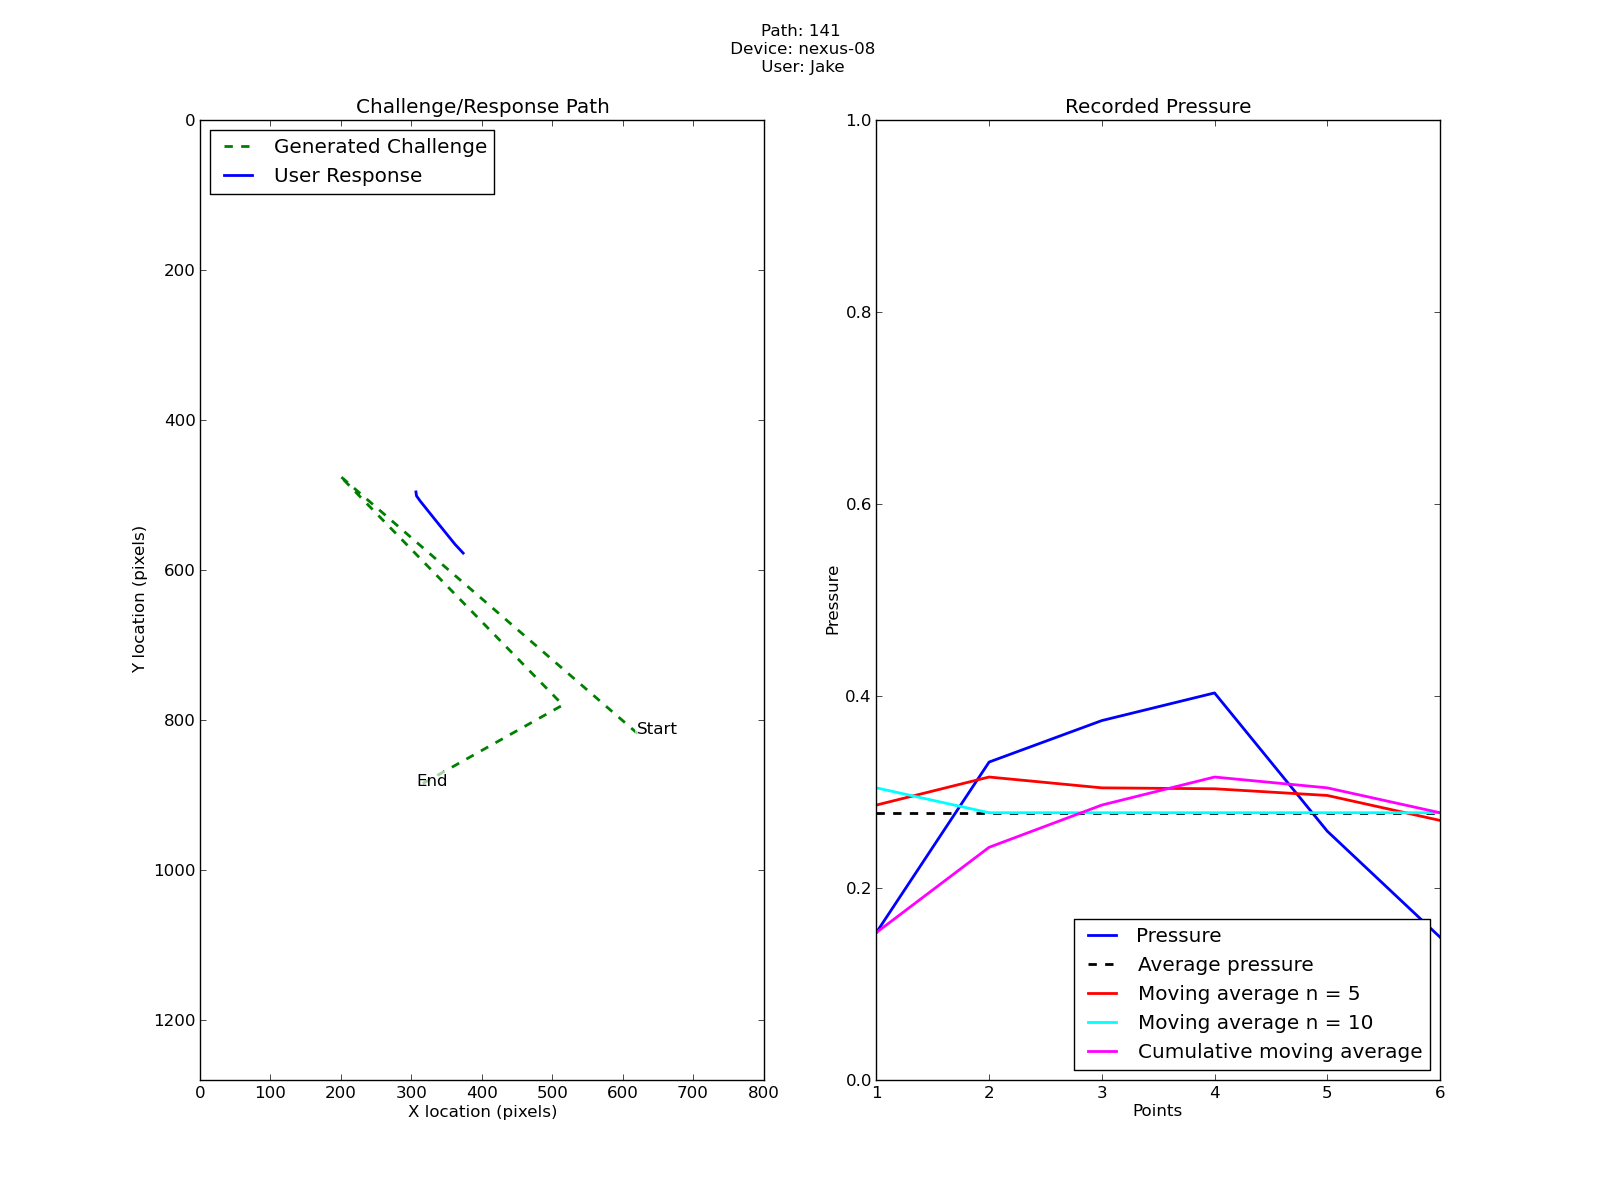 Path: 141
Device: nexus-08
User: Jake
Challenge/Response Path
Generated Challenge
User Response
0
200
400
600
800
1000
1200
Y location (pixels)
Start
End
0 100 200 300 400 500 600 700 800
X location (pixels)
Recorded Pressure
1.0
0.8
0.6
0.4
0.2
0.0
Pressure
Pressure
Average pressure
Moving average n = 5
Moving average n = 10
Cumulative moving average
1 2 3 4 5 6
Points